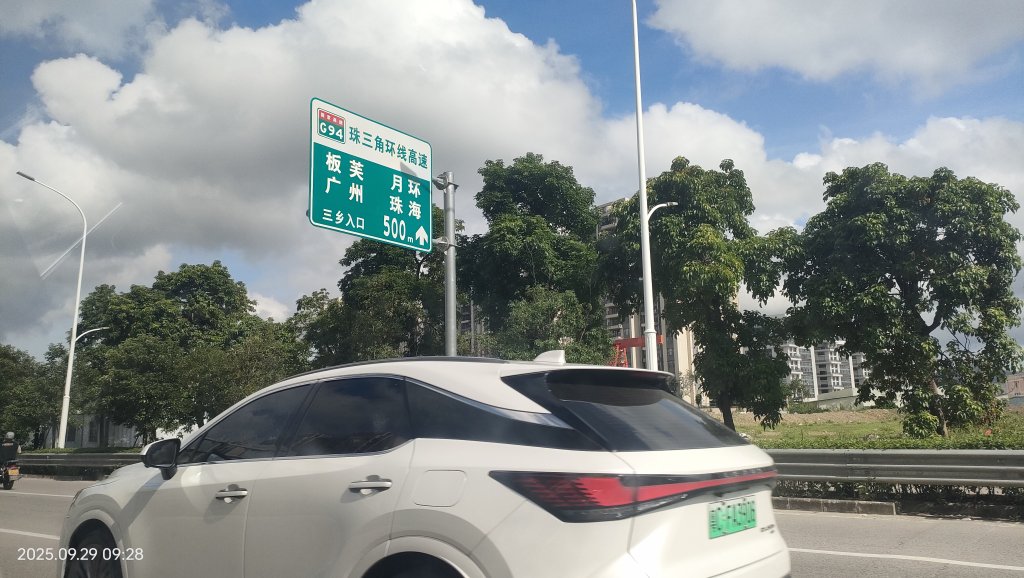 G94
珠三角环线高速
板芙 月环
广州 珠海
三乡入口 500m
2025.09.29 09:28